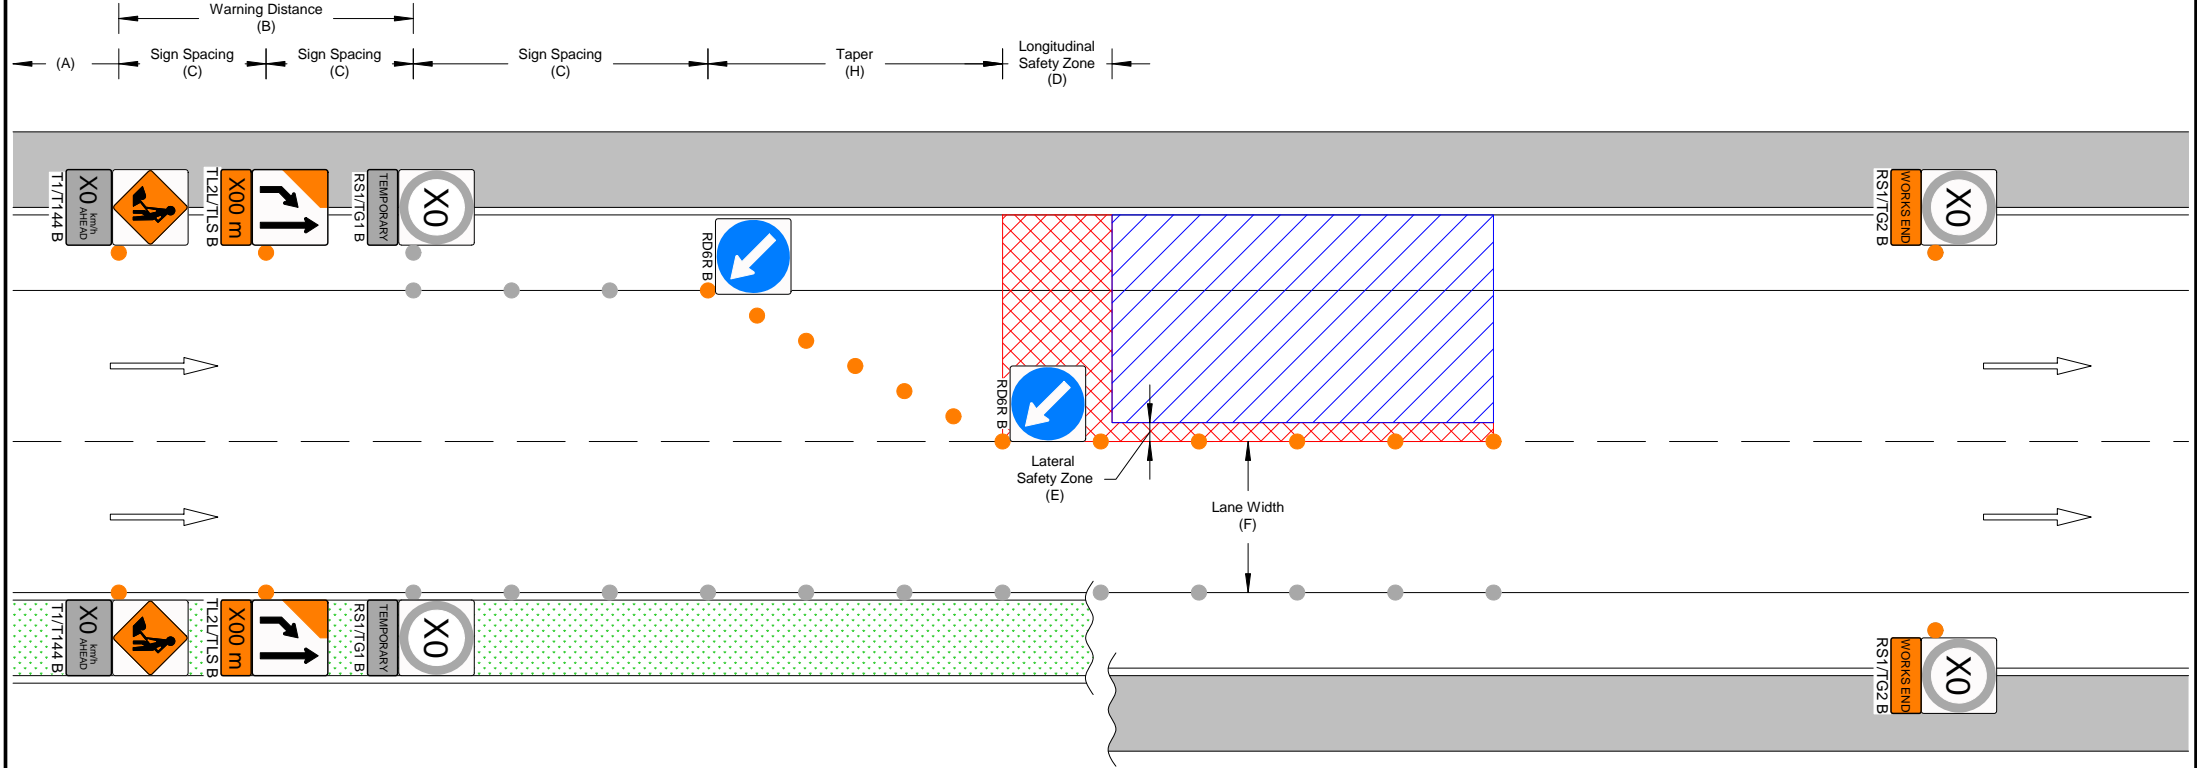 Warning Distance
(B)
(A)
Sign Spacing
(C)
Sign Spacing
(C)
Sign Spacing
(C)
Taper
(H)
Longitudinal
Safety Zone
(D)
T1/T144 B
X0 km/h
AHEAD
TL2L/TLS B
X00 m
RS1/TG1 B
TEMPORARY
X0
RD6R B
RS1/TG2 B
WORKS END
X0
RD6R B
Lateral
Safety Zone
(E)
Lane Width
(F)
T1/T144 B
X0 km/h
AHEAD
TL2L/TLS B
X00 m
RS1/TG1 B
TEMPORARY
X0
RS1/TG2 B
WORKS END
X0